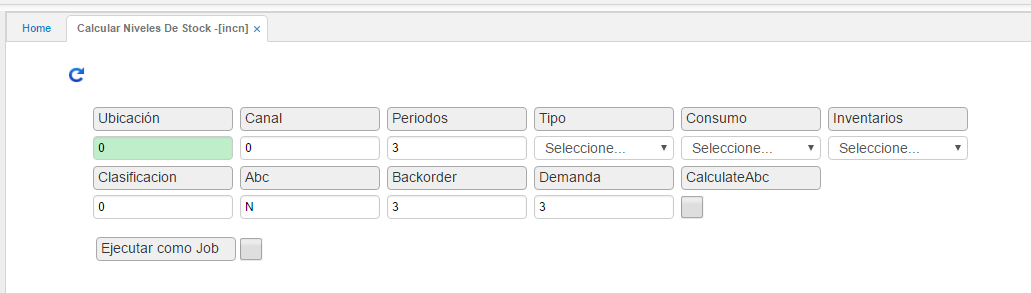 Home Calcular Niveles De Stock -[incn] ×
Ubicación Canal Periodos Tipo Consumo Inventarios
0 0 3 Seleccione... Seleccione... Seleccione...
Clasificacion Abc Backorder Demanda CalculateAbc
0 N 3 3
Ejecutar como Job